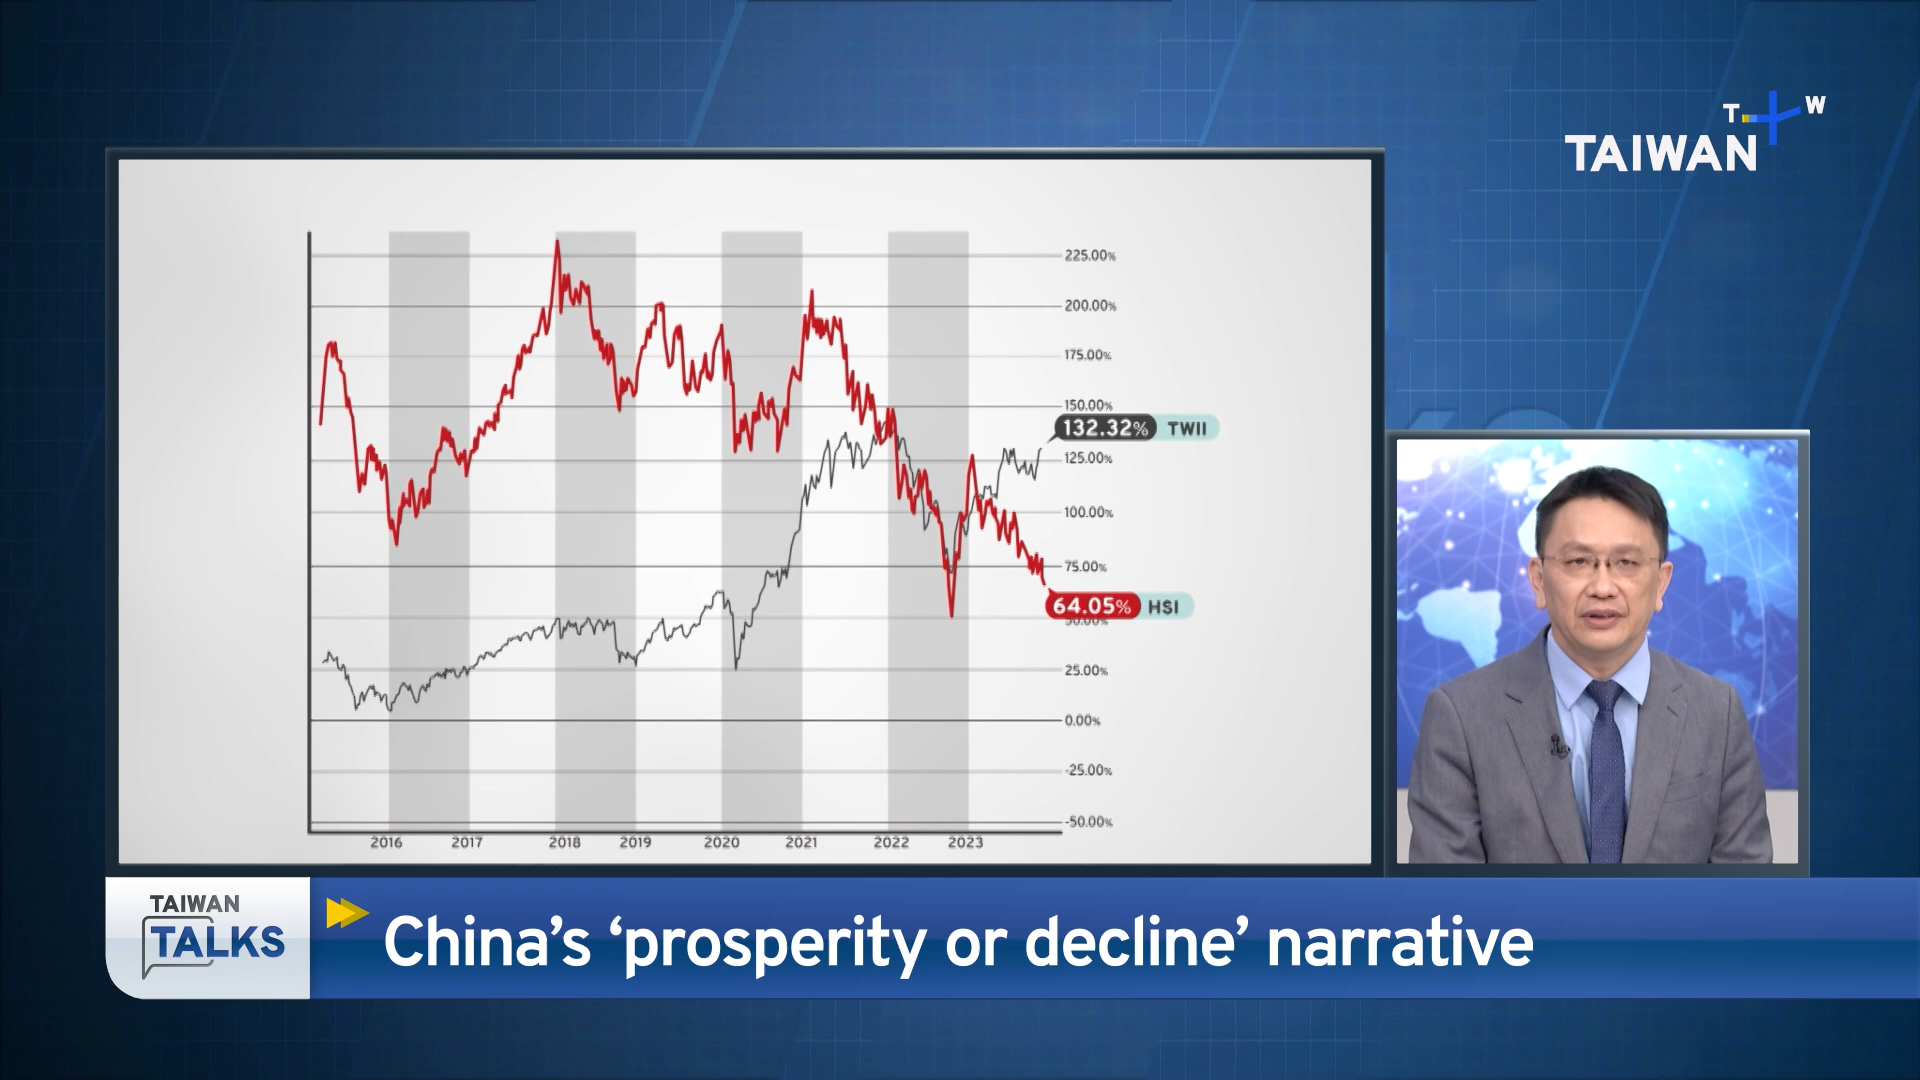 T W
TAIWAN
225.00%
200.00%
175.00%
150.00%
132.32% TWII
125.00%
100.00%
75.00%
64.05% HSI
50.00%
25.00%
0.00%
-25.00%
-50.00%
2016 2017 2018 2019 2020 2021 2022 2023
TAIWAN
TALKS
China’s ‘prosperity or decline’ narrative